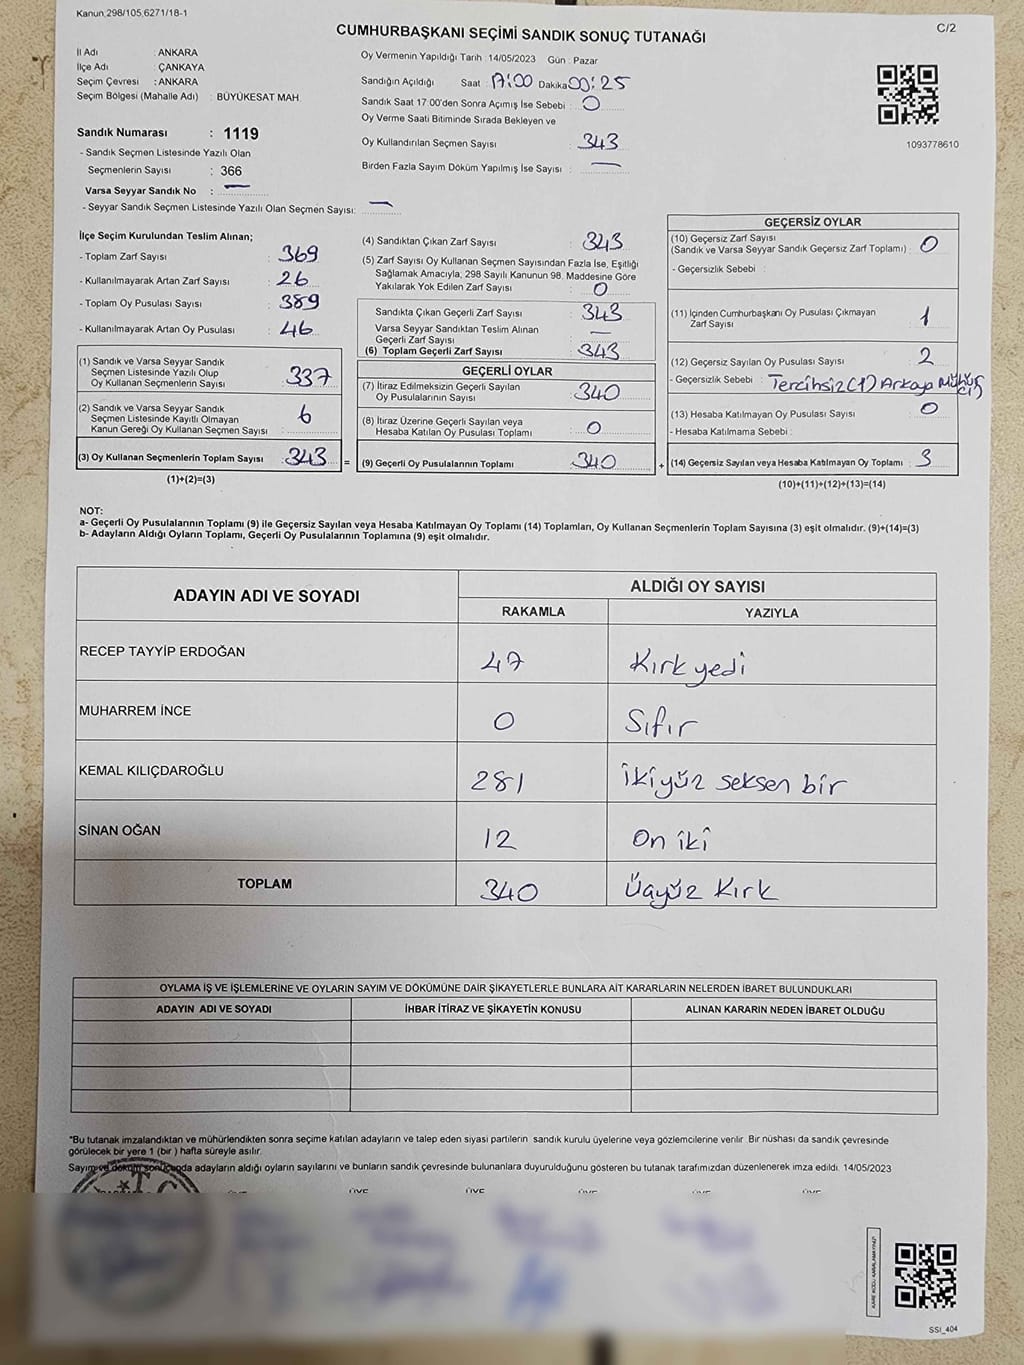 Kanun 298/105,6271/18-1
CUMHURBAŞKANI SEÇİMİ SANDIK SONUÇ TUTANAĞI
C/2
İl Adı : ANKARA
İlçe Adı : ÇANKAYA
Seçim Çevresi : ANKARA
Seçim Bölgesi (Mahalle Adı) : BÜYÜKESAT MAH.
Sandık Numarası : 1119
- Sandık Seçmen Listesinde Yazılı Olan
Seçmenlerin Sayısı : 366
Varsa Seyyar Sandık No : —
- Seyyar Sandık Seçmen Listesinde Yazılı Olan Seçmen Sayısı: —
Oy Vermenin Yapıldığı Tarih : 14/05/2023 Gün : Pazar
Sandığın Açıldığı Saat : 17:00 Dakika 00:25
Sandık Saat 17.00'den Sonra Açımış İse Sebebi : 0
Oy Verme Saati Bitiminde Sırada Bekleyen ve
Oy Kullandırılan Seçmen Sayısı : 343
Birden Fazla Sayım Döküm Yapılmış İse Sayısı : —
1093778610
İlçe Seçim Kurulundan Teslim Alınan;
- Toplam Zarf Sayısı : 369
- Kullanılmayarak Artan Zarf Sayısı : 26
- Toplam Oy Pusulası Sayısı : 389
- Kullanılmayarak Artan Oy Pusulası : 46
(1) Sandık ve Varsa Seyyar Sandık
Seçmen Listesinde Yazılı Olup
Oy Kullanan Seçmenlerin Sayısı : 337
(2) Sandık ve Varsa Seyyar Sandık
Seçmen Listesinde Kayıtlı Olmayan
Kanun Gereği Oy Kullanan Seçmen Sayısı : 6
(3) Oy Kullanan Seçmenlerin Toplam Sayısı : 343 =
(1)+(2)=(3)
(4) Sandıktan Çıkan Zarf Sayısı : 343
(5) Zarf Sayısı Oy Kullanan Seçmen Sayısından Fazla İse, Eşitliği
Sağlamak Amacıyla, 298 Sayılı Kanunun 98. Maddesine Göre
Yakılarak Yok Edilen Zarf Sayısı : 0
Sandıkta Çıkan Geçerli Zarf Sayısı : 343
Varsa Seyyar Sandıktan Teslim Alınan
Geçerli Zarf Sayısı : —
(6) Toplam Geçerli Zarf Sayısı : 343
GEÇERLİ OYLAR
(7) İtiraz Edilmeksizin Geçerli Sayılan
Oy Pusulalarının Sayısı : 340
(8) İtiraz Üzerine Geçerli Sayılan veya
Hesaba Katılan Oy Pusulası Toplamı : 0
(9) Geçerli Oy Pusulalarının Toplamı : 340 +
GEÇERSİZ OYLAR
(10) Geçersiz Zarf Sayısı
(Sandık ve Varsa Seyyar Sandık Geçersiz Zarf Toplamı) : 0
- Geçersizlik Sebebi :
(11) İçinden Cumhurbaşkanı Oy Pusulası Çıkmayan
Zarf Sayısı : 1
(12) Geçersiz Sayılan Oy Pusulası Sayısı : 2
- Geçersizlik Sebebi : Tercihsiz (1) Arkaya Mühür (1)
(13) Hesaba Katılmayan Oy Pusulası Sayısı : 0
- Hesaba Katılmama Sebebi :
(14) Geçersiz Sayılan veya Hesaba Katılmayan Oy Toplamı : 3
(10)+(11)+(12)+(13)=(14)
NOT:
a- Geçerli Oy Pusulalarının Toplamı (9) ile Geçersiz Sayılan veya Hesaba Katılmayan Oy Toplamı (14) Toplamları, Oy Kullanan Seçmenlerin Toplam Sayısına (3) eşit olmalıdır. (9)+(14)=(3)
b- Adayların Aldığı Oyların Toplamı, Geçerli Oy Pusulalarının Toplamına (9) eşit olmalıdır.
ADAYIN ADI VE SOYADI
ALDIĞI OY SAYISI
RAKAMLA YAZIYLA
RECEP TAYYİP ERDOĞAN 47 Kırk yedi
MUHARREM İNCE 0 Sıfır
KEMAL KILIÇDAROĞLU 281 İkiyüz seksen bir
SİNAN OĞAN 12 On iki
TOPLAM 340 Üçyüz Kırk
OYLAMA İŞ VE İŞLEMLERİNE VE OYLARIN SAYIM VE DÖKÜMÜNE DAİR ŞİKAYETLERLE BUNLARA AİT KARARLARIN NELERDEN İBARET BULUNDUKLARI
ADAYIN ADI VE SOYADI İHBAR İTİRAZ VE ŞİKAYETİN KONUSU ALINAN KARARIN NEDEN İBARET OLDUĞU
*Bu tutanak imzalandıktan ve mühürlendikten sonra seçime katılan adayların ve talep eden siyasi partilerin sandık kurulu üyelerine veya gözlemcilerine verilir. Bir nüshası da sandık çevresinde
görülecek bir yere 1 (bir ) hafta süreyle asılır.
Sayım ve döküm sonucunda adayların aldığı oyların sayılarını ve bunların sandık çevresinde bulunanlara duyurulduğunu gösteren bu tutanak tarafımızdan düzenlenerek imza edildi. 14/05/2023
T.C.
ÜYE ÜYE ÜYE ÜYE ÜYE ÜYE
KARE KODU KARALAMAYINIZ!
SSI_404